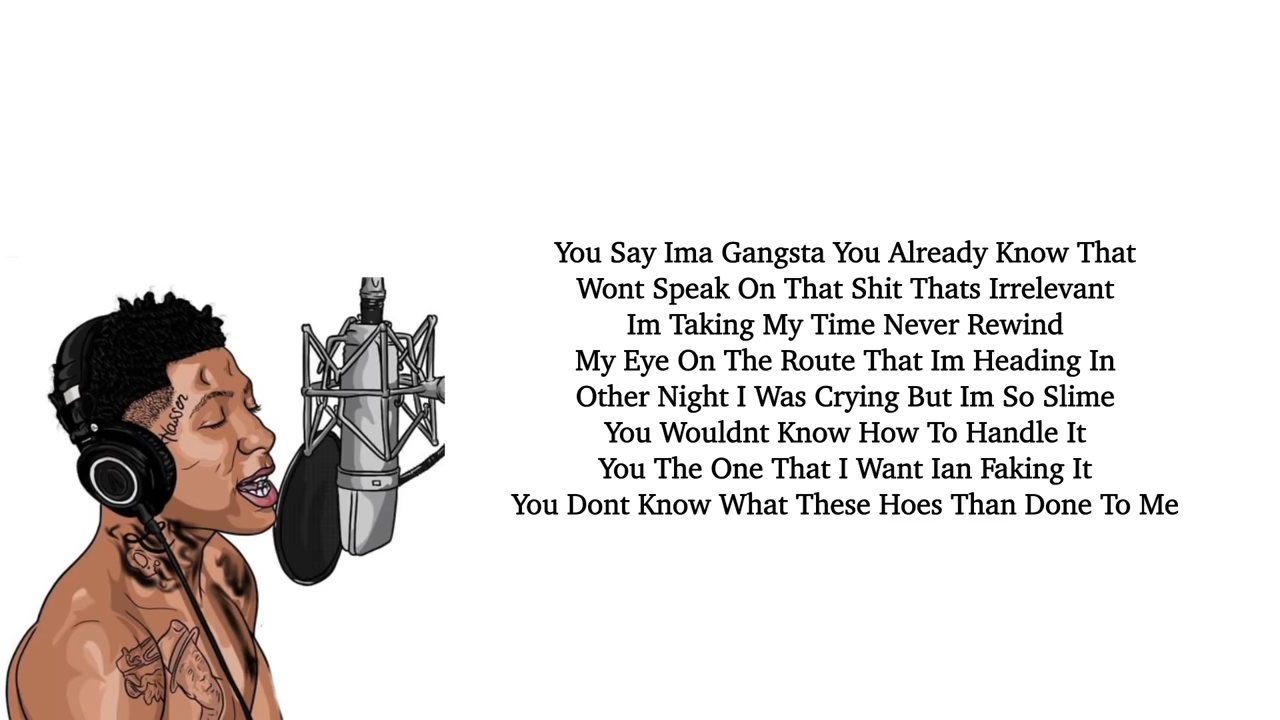 You Say Ima Gangsta You Already Know That
Wont Speak On That Shit Thats Irrelevant
Im Taking My Time Never Rewind
My Eye On The Route That Im Heading In
Other Night I Was Crying But Im So Slime
You Wouldnt Know How To Handle It
You The One That I Want Ian Faking It
You Dont Know What These Hoes Than Done To Me